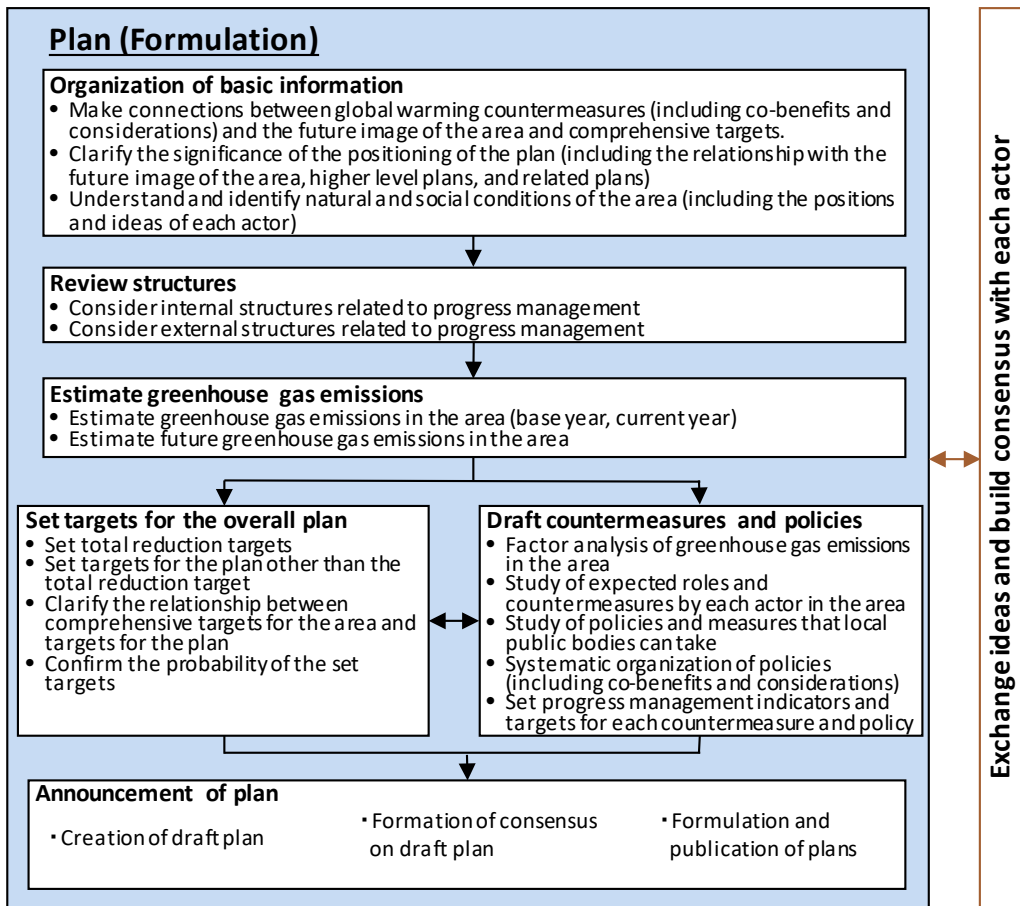 Plan (Formulation)
Organization of basic information
• Make connections between global warming countermeasures (including co-benefits and
considerations) and the future image of the area and comprehensive targets.
• Clarify the significance of the positioning of the plan (including the relationship with the
future image of the area, higher level plans, and related plans)
• Understand and identify natural and social conditions of the area (including the positions
and ideas of each actor)
Review structures
• Consider internal structures related to progress management
• Consider external structures related to progress management
Estimate greenhouse gas emissions
• Estimate greenhouse gas emissions in the area (base year, current year)
• Estimate future greenhouse gas emissions in the area
Set targets for the overall plan
• Set total reduction targets
• Set targets for the plan other than the
total reduction target
• Clarify the relationship between
comprehensive targets for the area and
targets for the plan
• Confirm the probability of the set
targets
Draft countermeasures and policies
• Factor analysis of greenhouse gas emissions
in the area
• Study of expected roles and
countermeasures by each actor in the area
• Study of policies and measures that local
public bodies can take
• Systematic organization of policies
(including co-benefits and considerations)
• Set progress management indicators and
targets for each countermeasure and policy
Announcement of plan
・Creation of draft plan
・Formation of consensus
on draft plan
・Formulation and
publication of plans
Exchange ideas and build consensus with each actor